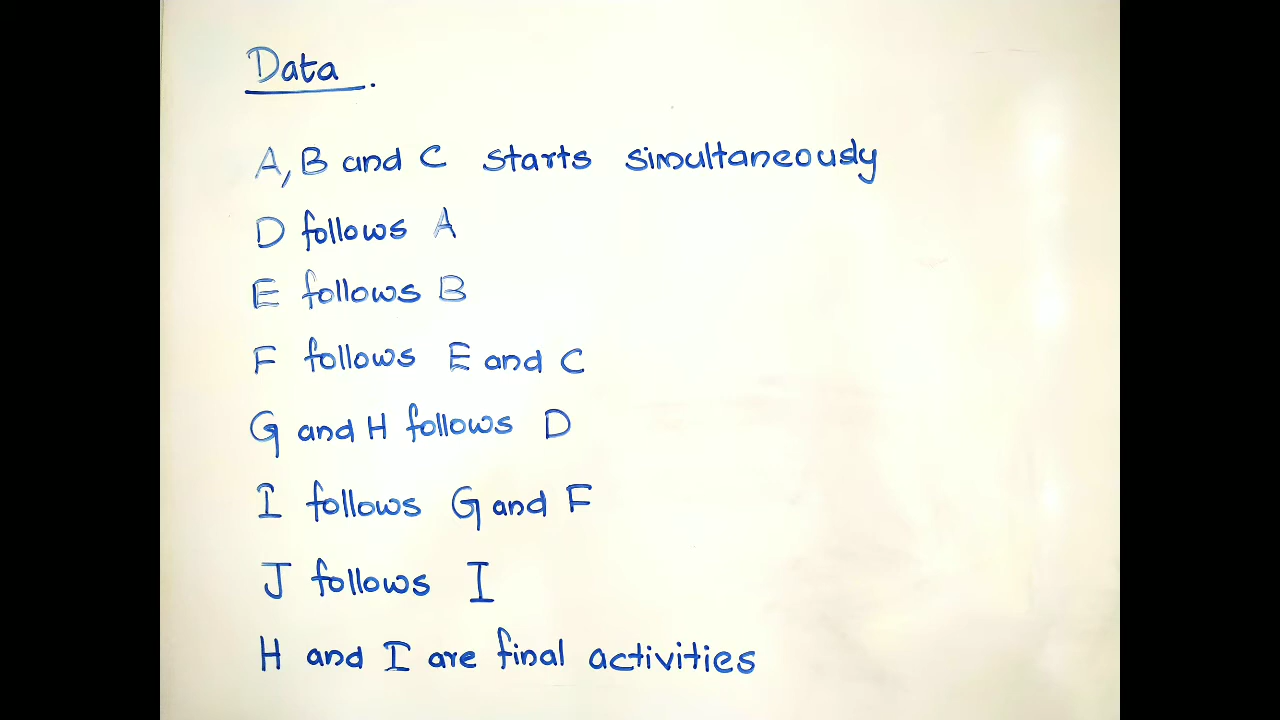 Data .
A, B and C starts simultaneously
D follows A
E follows B
F follows E and C
G and H follows D
I follows G and F
J follows I
H and I are final activities